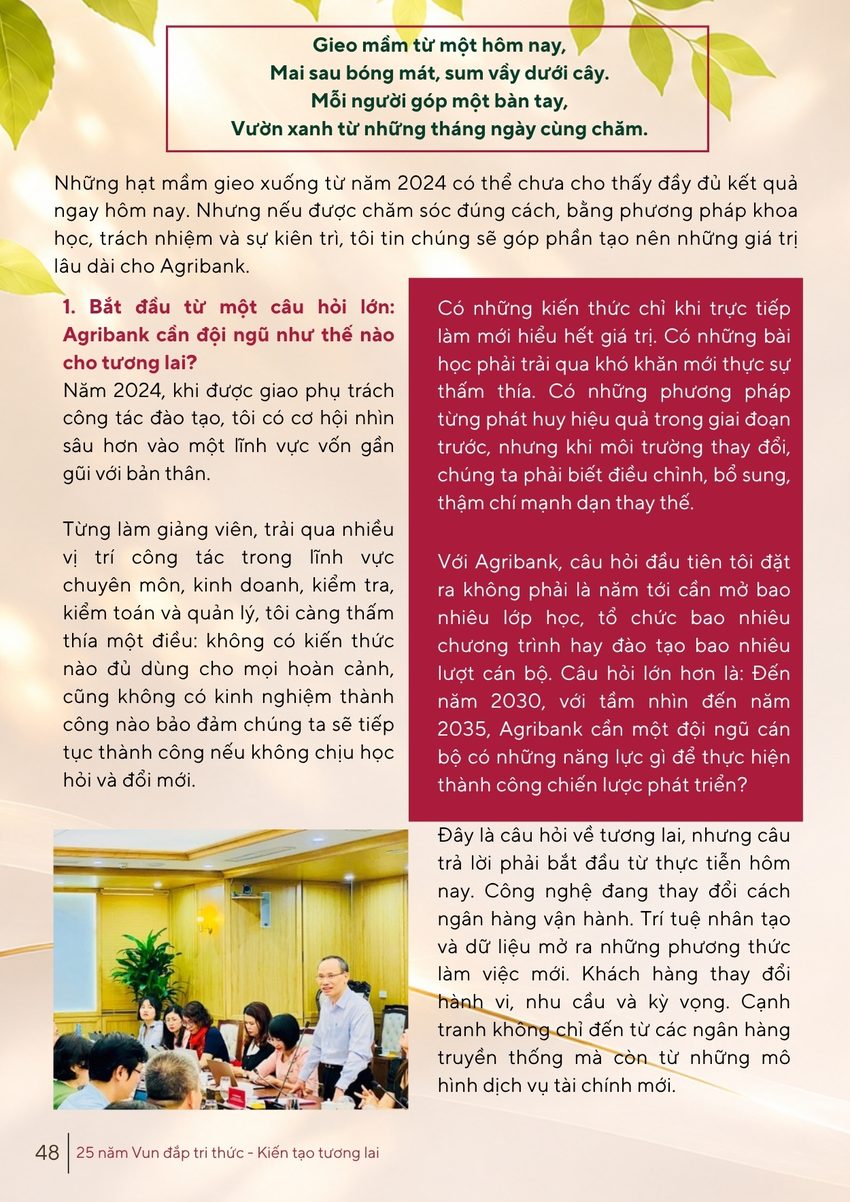 Gieo mầm từ một hôm nay,
Mai sau bóng mát, sum vầy dưới cây.
Mỗi người góp một bàn tay,
Vườn xanh từ những tháng ngày cùng chăm.
Những hạt mầm gieo xuống từ năm 2024 có thể chưa cho thấy đầy đủ kết quả
ngay hôm nay. Nhưng nếu được chăm sóc đúng cách, bằng phương pháp khoa
học, trách nhiệm và sự kiên trì, tôi tin chúng sẽ góp phần tạo nên những giá trị
lâu dài cho Agribank.
1. Bắt đầu từ một câu hỏi lớn:
Agribank cần đội ngũ như thế nào
cho tương lai?
Năm 2024, khi được giao phụ trách
công tác đào tạo, tôi có cơ hội nhìn
sâu hơn vào một lĩnh vực vốn gần
gũi với bản thân.
Từng làm giảng viên, trải qua nhiều
vị trí công tác trong lĩnh vực
chuyên môn, kinh doanh, kiểm tra,
kiểm toán và quản lý, tôi càng thấm
thía một điều: không có kiến thức
nào đủ dùng cho mọi hoàn cảnh,
cũng không có kinh nghiệm thành
công nào bảo đảm chúng ta sẽ tiếp
tục thành công nếu không chịu học
hỏi và đổi mới.
Có những kiến thức chỉ khi trực tiếp
làm mới hiểu hết giá trị. Có những bài
học phải trải qua khó khăn mới thực sự
thấm thía. Có những phương pháp
từng phát huy hiệu quả trong giai đoạn
trước, nhưng khi môi trường thay đổi,
chúng ta phải biết điều chỉnh, bổ sung,
thậm chí mạnh dạn thay thế.
Với Agribank, câu hỏi đầu tiên tôi đặt
ra không phải là năm tới cần mở bao
nhiêu lớp học, tổ chức bao nhiêu
chương trình hay đào tạo bao nhiêu
lượt cán bộ. Câu hỏi lớn hơn là: Đến
năm 2030, với tầm nhìn đến năm
2035, Agribank cần một đội ngũ cán
bộ có những năng lực gì để thực hiện
thành công chiến lược phát triển?
Đây là câu hỏi về tương lai, nhưng câu
trả lời phải bắt đầu từ thực tiễn hôm
nay. Công nghệ đang thay đổi cách
ngân hàng vận hành. Trí tuệ nhân tạo
và dữ liệu mở ra những phương thức
làm việc mới. Khách hàng thay đổi
hành vi, nhu cầu và kỳ vọng. Cạnh
tranh không chỉ đến từ các ngân hàng
truyền thống mà còn từ những mô
hình dịch vụ tài chính mới.
48
25 năm Vun đắp tri thức - Kiến tạo tương lai